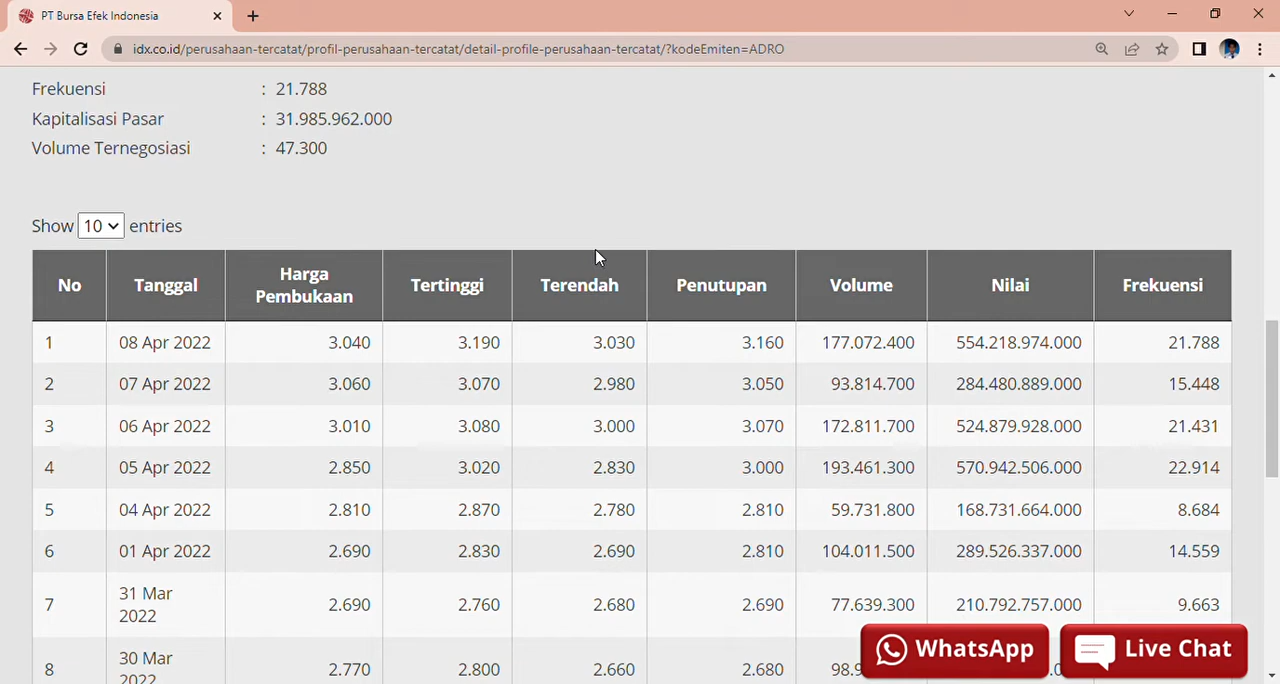 PT Bursa Efek Indonesia
idx.co.id/perusahaan-tercatat/profil-perusahaan-tercatat/detail-profile-perusahaan-tercatat/?kodeEmiten=ADRO
Frekuensi : 21.788
Kapitalisasi Pasar : 31.985.962.000
Volume Ternegosiasi : 47.300
Show 10 entries
No Tanggal Harga Pembukaan Tertinggi Terendah Penutupan Volume Nilai Frekuensi
1 08 Apr 2022 3.040 3.190 3.030 3.160 177.072.400 554.218.974.000 21.788
2 07 Apr 2022 3.060 3.070 2.980 3.050 93.814.700 284.480.889.000 15.448
3 06 Apr 2022 3.010 3.080 3.000 3.070 172.811.700 524.879.928.000 21.431
4 05 Apr 2022 2.850 3.020 2.830 3.000 193.461.300 570.942.506.000 22.914
5 04 Apr 2022 2.810 2.870 2.780 2.810 59.731.800 168.731.664.000 8.684
6 01 Apr 2022 2.690 2.830 2.690 2.810 104.011.500 289.526.337.000 14.559
7 31 Mar 2022 2.690 2.760 2.680 2.690 77.639.300 210.792.757.000 9.663
8 30 Mar 2022 2.770 2.800 2.660 2.680
WhatsApp
Live Chat